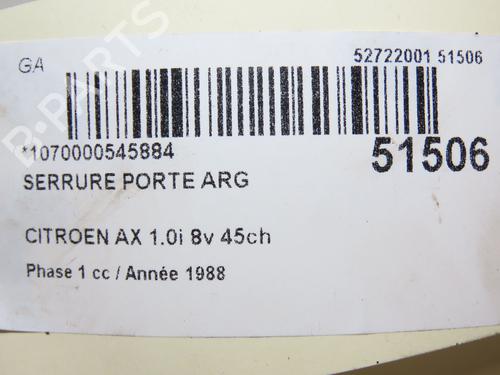 GA
52722001 51506
*1070000545884
51506
SERRURE PORTE ARG
CITROEN AX 1.0i 8v 45ch
Phase 1 cc / Année 1988
B-PARTS